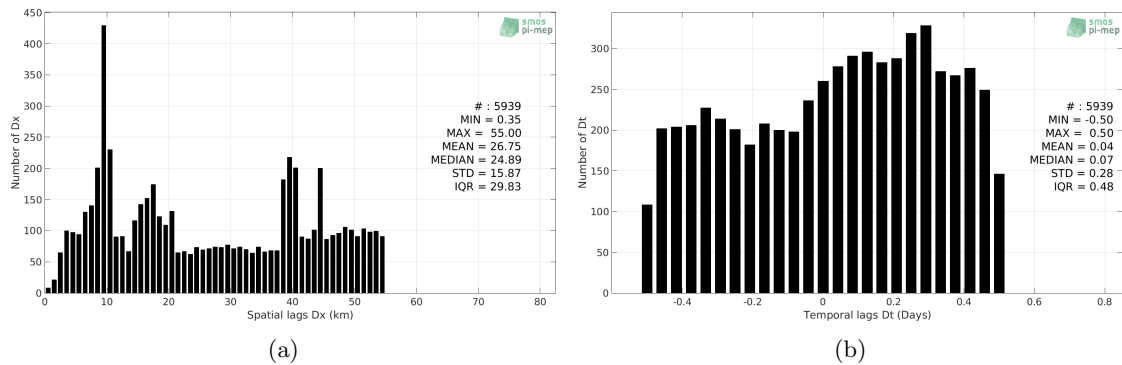 450
400
350
300
250
200
150
100
50
0
Number of Dx
smos
pi-mep
# : 5939
MIN = 0.35
MAX = 55.00
MEAN = 26.75
MEDIAN = 24.89
STD = 15.87
IQR = 29.83
0 10 20 30 40 50 60 70 80
Spatial lags Dx (km)
(a)
300
250
200
150
100
50
0
Number of Dt
smos
pi-mep
# : 5939
MIN = -0.50
MAX = 0.50
MEAN = 0.04
MEDIAN = 0.07
STD = 0.28
IQR = 0.48
-0.4 -0.2 0 0.2 0.4 0.6 0.8
Temporal lags Dt (Days)
(b)